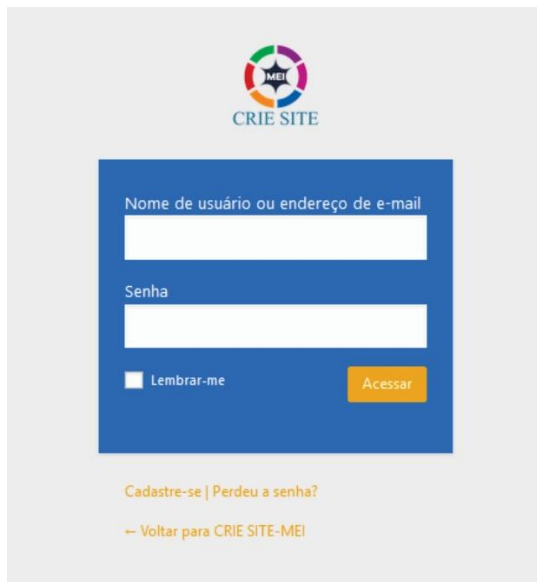 MEI
CRIE SITE
Nome de usuário ou endereço de e-mail
Senha
Lembrar-me
Acessar
Cadastre-se | Perdeu a senha?
← Voltar para CRIE SITE-MEI